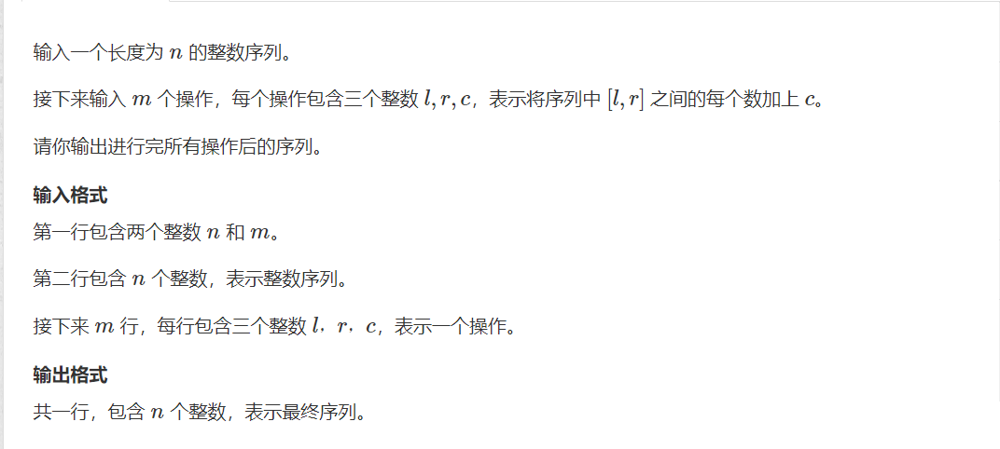 输入一个长度为 n 的整数序列。
接下来输入 m 个操作，每个操作包含三个整数 l,r,c，表示将序列中 [l,r] 之间的每个数加上 c。
请你输出进行完所有操作后的序列。
输入格式
第一行包含两个整数 n 和 m。
第二行包含 n 个整数，表示整数序列。
接下来 m 行，每行包含三个整数 l，r，c，表示一个操作。
输出格式
共一行，包含 n 个整数，表示最终序列。